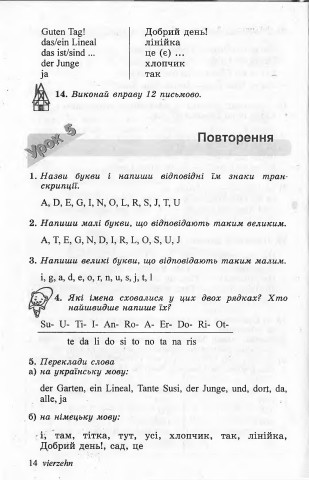 Guten Tag! Добрий день!
das/ein Lineal лінійка
das ist/sind ... це (є) ...
der Junge хлопчик
ja так
14. Виконай вправу 12 письмово.
Урок 5
Повторення
1. Назви букви і напиши відповідні їм знаки тран-
скрипції.
A, D, E, G, I, N, O, L, R, S, J, T, U
2. Напиши малі букви, що відповідають таким великим.
A, T, E, G, N, D, I, R, L, O, S, U, J
3. Напиши великі букви, що відповідають таким малим.
i, g, a, d, e, o, r, n, u, s, j, t, l
4. Які імена сховалися у цих двох рядках? Хто
найшвидше напише їх?
Su- U- Ti- I- An- Ro- A- Er- Do- Ri- Ot-
te da li do si to no ta na ris
5. Переклади слова
а) на українську мову:
der Garten, ein Lineal, Tante Susi, der Junge, und, dort, da,
alle, ja
б) на німецьку мову:
і, там, тітка, тут, усі, хлопчик, так, лінійка,
Добрий день!, сад, це
14 vierzehn